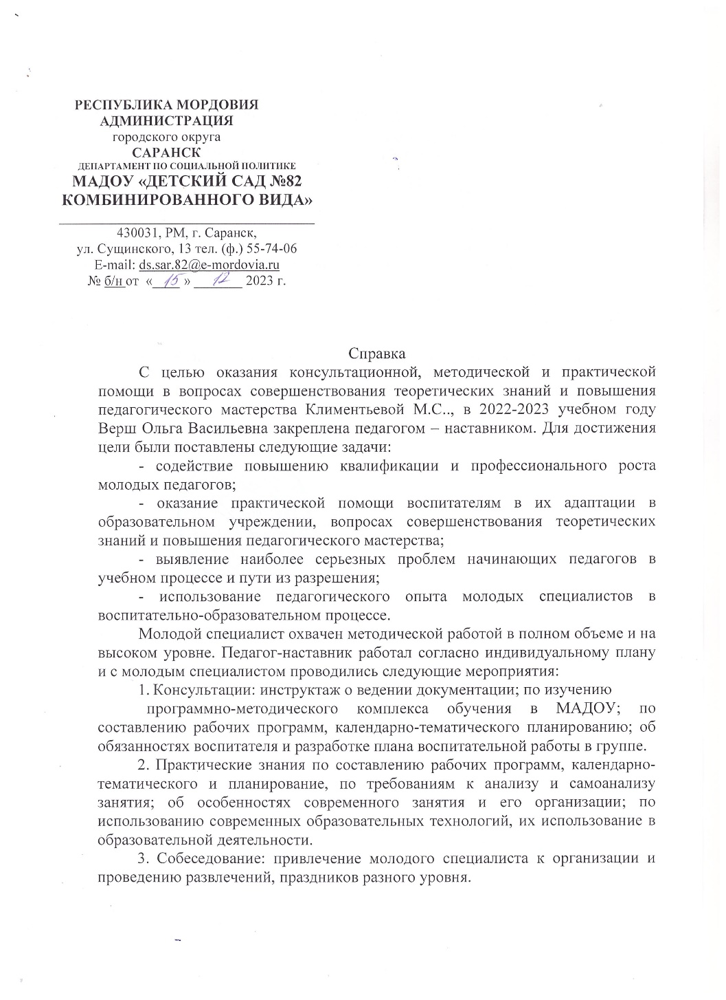 РЕСПУБЛИКА МОРДОВИЯ
АДМИНИСТРАЦИЯ
городского округа
САРАНСК
ДЕПАРТАМЕНТ ПО СОЦИАЛЬНОЙ ПОЛИТИКЕ
МАДОУ «ДЕТСКИЙ САД №82
КОМБИНИРОВАННОГО ВИДА»
430031, РМ, г. Саранск,
ул. Сущинского, 13 тел. (ф.) 55-74-06
E-mail: ds.sar.82@e-mordovia.ru
№ б/н от « 15 » 12 2023 г.
Справка
С целью оказания консультационной, методической и практической
помощи в вопросах совершенствования теоретических знаний и повышения
педагогического мастерства Климентьевой М.С.., в 2022-2023 учебном году
Верш Ольга Васильевна закреплена педагогом – наставником. Для достижения
цели были поставлены следующие задачи:
- содействие повышению квалификации и профессионального роста
молодых педагогов;
- оказание практической помощи воспитателям в их адаптации в
образовательном учреждении, вопросах совершенствования теоретических
знаний и повышения педагогического мастерства;
- выявление наиболее серьезных проблем начинающих педагогов в
учебном процессе и пути из разрешения;
- использование педагогического опыта молодых специалистов в
воспитательно-образовательном процессе.
Молодой специалист охвачен методической работой в полном объеме и на
высоком уровне. Педагог-наставник работал согласно индивидуальному плану
и с молодым специалистом проводились следующие мероприятия:
1. Консультации: инструктаж о ведении документации; по изучению
программно-методического комплекса обучения в МАДОУ; по
составлению рабочих программ, календарно-тематического планированию; об
обязанностях воспитателя и разработке плана воспитательной работы в группе.
2. Практические знания по составлению рабочих программ, календарно-
тематического и планирование, по требованиям к анализу и самоанализу
занятия; об особенностях современного занятия и его организации; по
использованию современных образовательных технологий, их использование в
образовательной деятельности.
3. Собеседование: привлечение молодого специалиста к организации и
проведению развлечений, праздников разного уровня.